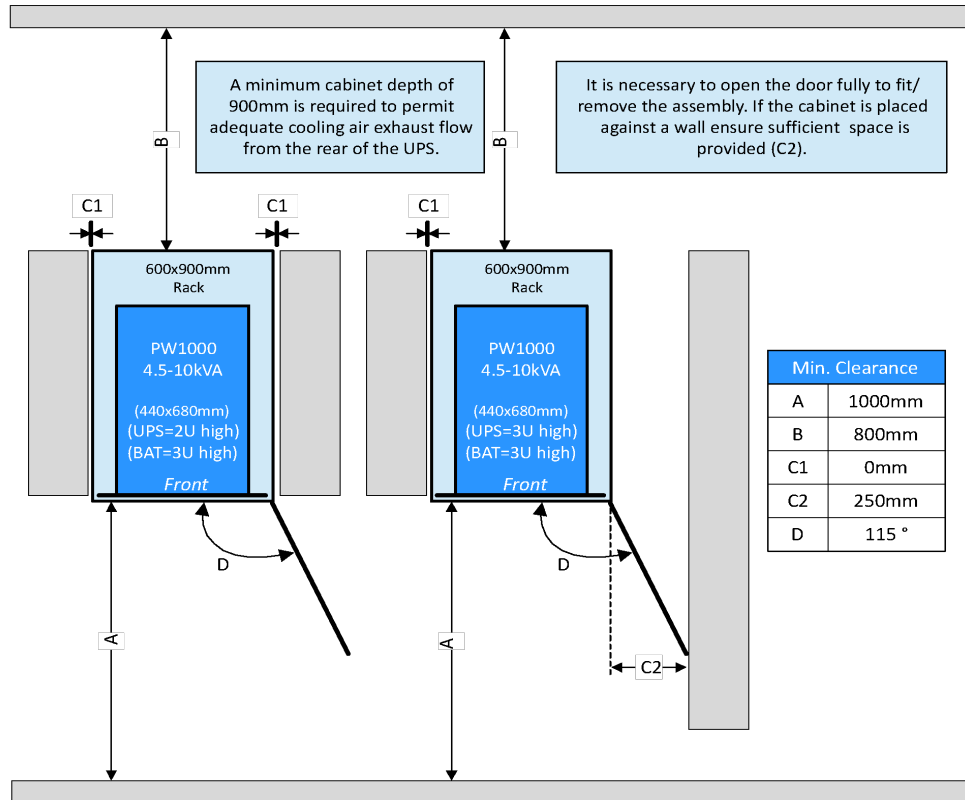 A minimum cabinet depth of
900mm is required to permit
adequate cooling air exhaust flow
from the rear of the UPS.
It is necessary to open the door fully to fit/
remove the assembly. If the cabinet is placed
against a wall ensure sufficient space is
provided (C2).
B
B
C1
C1
C1
600x900mm
Rack
PW1000
4.5-10kVA
(440x680mm)
(UPS=2U high)
(BAT=3U high)
Front
600x900mm
Rack
PW1000
4.5-10kVA
(440x680mm)
(UPS=3U high)
(BAT=3U high)
Front
Min. Clearance
A 1000mm
B 800mm
C1 0mm
C2 250mm
D 115 °
D
D
A
A
C2